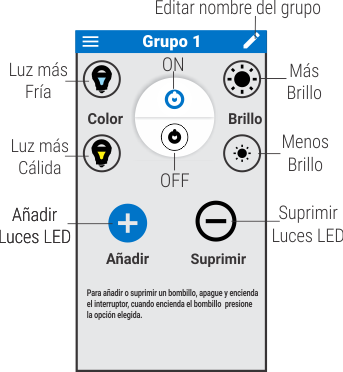 Editar nombre del grupo
Grupo 1
ON
Luz más
Fría
Más
Brillo
Color
Brillo
Luz más
Cálida
Menos
Brillo
OFF
Añadir
Luces LED
Suprimir
Luces LED
Añadir
Suprimir
Para añadir o suprimir un bombillo, apague y encienda
el interruptor, cuando encienda el bombillo presione
la opción elegida.